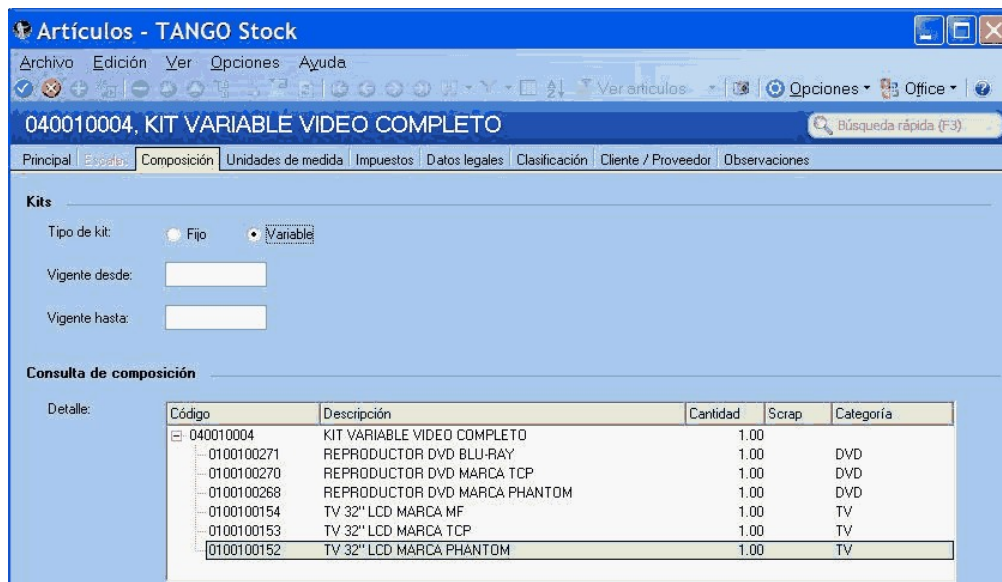 Artículos - TANGO Stock
Archivo Edición Ver Opciones Ayuda
Ver artículos Opciones Office
040010004, KIT VARIABLE VIDEO COMPLETO
Búsqueda rápida (F3)
Principal Escalas Composición Unidades de medida Impuestos Datos legales Clasificación Cliente / Proveedor Observaciones
Kits
Tipo de kit: Fijo Variable
Vigente desde:
Vigente hasta:
Consulta de composición
Detalle:
Código Descripción Cantidad Scrap Categoría
040010004 KIT VARIABLE VIDEO COMPLETO 1.00
0100100271 REPRODUCTOR DVD BLU-RAY 1.00 DVD
0100100270 REPRODUCTOR DVD MARCA TCP 1.00 DVD
0100100268 REPRODUCTOR DVD MARCA PHANTOM 1.00 DVD
0100100154 TV 32" LCD MARCA MF 1.00 TV
0100100153 TV 32" LCD MARCA TCP 1.00 TV
0100100152 TV 32" LCD MARCA PHANTOM 1.00 TV